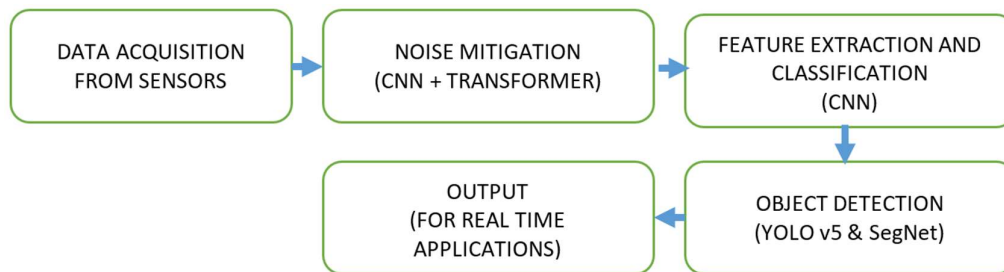 DATA ACQUISITION
FROM SENSORS
NOISE MITIGATION
(CNN + TRANSFORMER)
FEATURE EXTRACTION AND
CLASSIFICATION
(CNN)
OBJECT DETECTION
(YOLO v5 & SegNet)
OUTPUT
(FOR REAL TIME
APPLICATIONS)